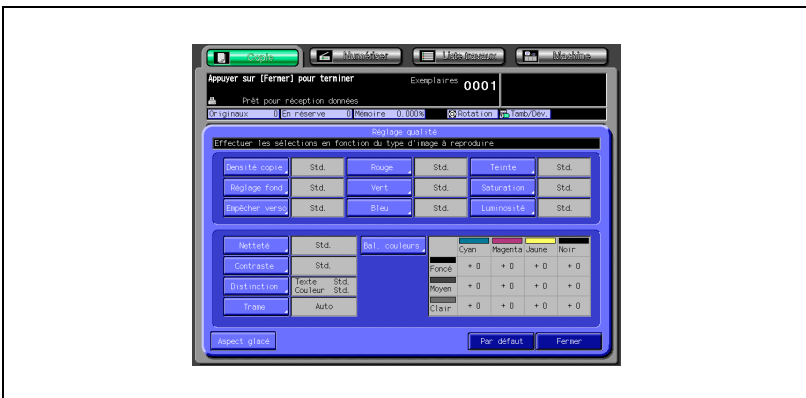 Copie Numériser Liste travaux Machine
Appuyer sur [Fermer] pour terminer Exemplaires 0001
Prêt pour réception données
Originaux 0 En réserve 0 Mémoire 0.000% Rotation Tamb/Dév.
Réglage qualité
Effectuer les sélections en fonction du type d'image à reproduire
Densité copie Std. Rouge Std. Teinte Std.
Réglage fond Std. Vert Std. Saturation Std.
Empêcher verso Std. Bleu Std. Luminosité Std.
Netteté Std. Bal. couleurs Cyan Magenta Jaune Noir
Contraste Std. Foncé + 0 + 0 + 0 + 0
Distinction Texte Std. Couleur Std. Moyen + 0 + 0 + 0 + 0
Trame Auto Clair + 0 + 0 + 0 + 0
Aspect glacé Par défaut Fermer